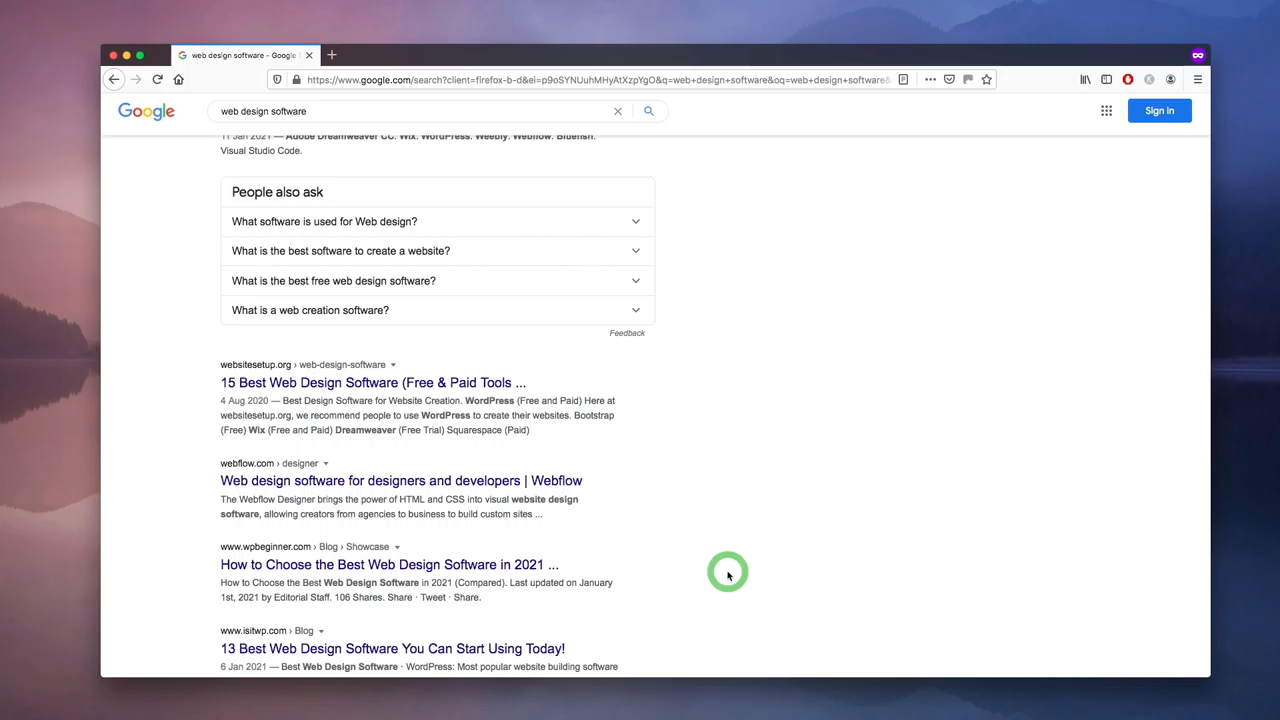 web design software - Google
https://www.google.com/search?client=firefox-b-d&ei=p9oSYNUuhMHyAtXzpYgO&q=web+design+software&oq=web+design+software&
Google
web design software
Sign in
11 Jan 2021 — Adobe Dreamweaver CC. Wix. WordPress. Weebly. Webflow. Bluefish.
Visual Studio Code.
People also ask
What software is used for Web design?
What is the best software to create a website?
What is the best free web design software?
What is a web creation software?
Feedback
websitesetup.org › web-design-software
15 Best Web Design Software (Free & Paid Tools ...
4 Aug 2020 — Best Design Software for Website Creation. WordPress (Free and Paid) Here at
websitesetup.org, we recommend people to use WordPress to create their websites. Bootstrap
(Free) Wix (Free and Paid) Dreamweaver (Free Trial) Squarespace (Paid)
webflow.com › designer
Web design software for designers and developers | Webflow
The Webflow Designer brings the power of HTML and CSS into visual website design
software, allowing creators from agencies to business to build custom sites ...
www.wpbeginner.com › Blog › Showcase
How to Choose the Best Web Design Software in 2021 ...
How to Choose the Best Web Design Software in 2021 (Compared). Last updated on January
1st, 2021 by Editorial Staff. 106 Shares. Share · Tweet · Share.
www.isitwp.com › Blog
13 Best Web Design Software You Can Start Using Today!
6 Jan 2021 — Best Web Design Software · WordPress: Most popular website building software